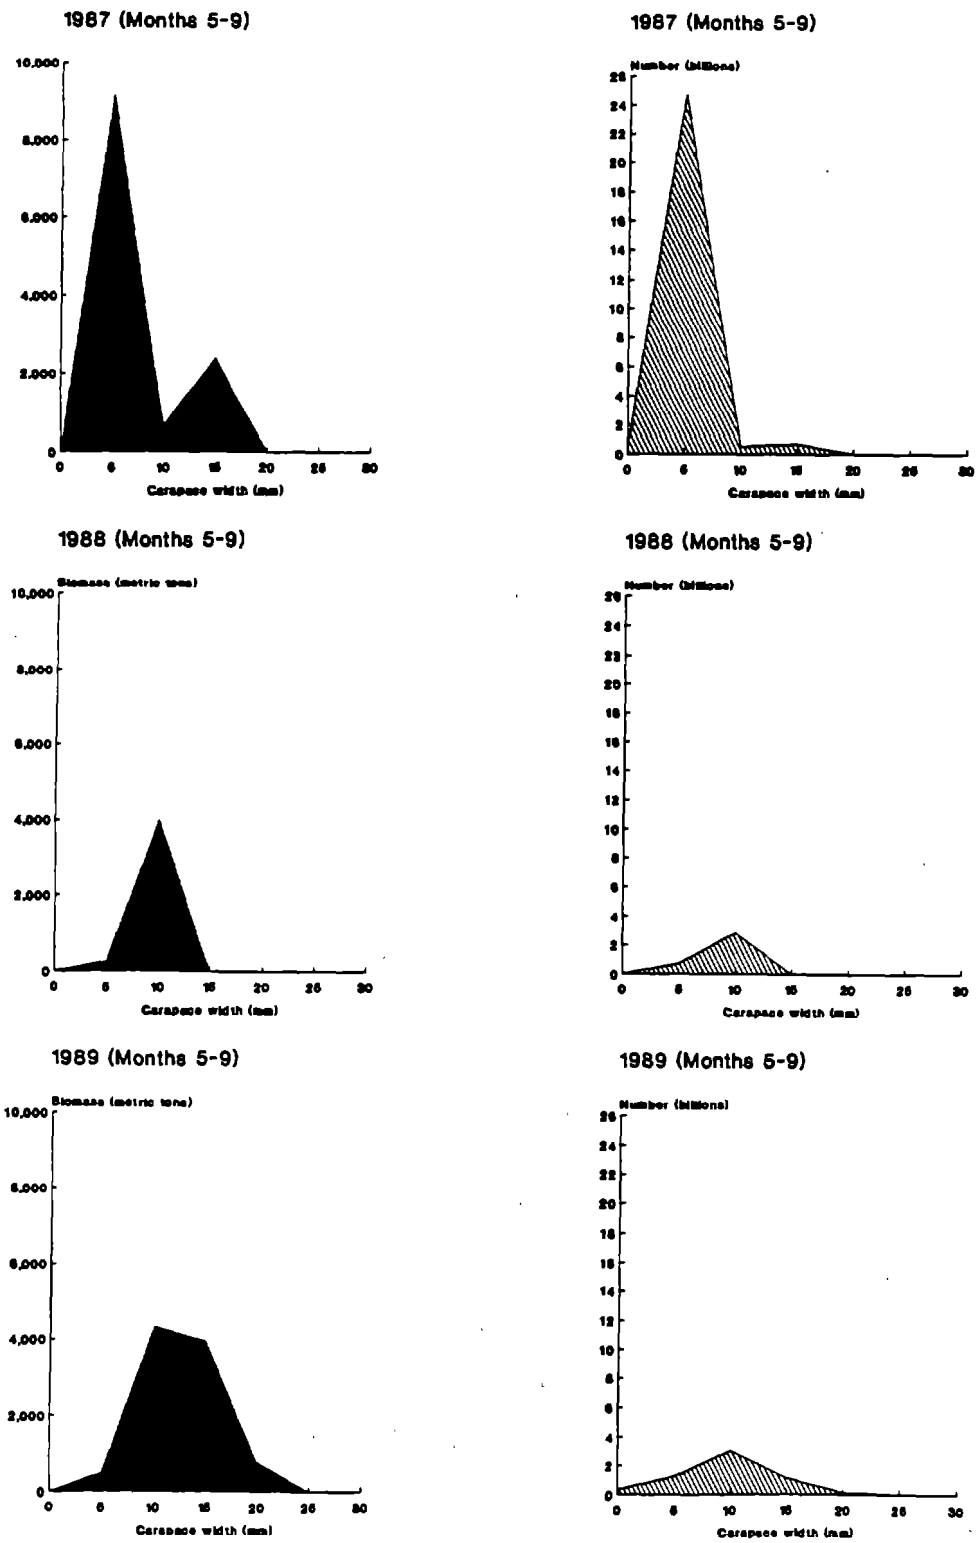 1987 (Months 5-9)
10,000
8,000
6,000
4,000
2,000
0
0 5 10 15 20 25 30
Carapace width (mm)
1987 (Months 5-9)
Number (billions)
26
24
22
20
18
16
14
12
10
8
6
4
2
0
0 5 10 15 20 25 30
Carapace width (mm)
1988 (Months 5-9)
Biomass (metric tons)
10,000
8,000
6,000
4,000
2,000
0
0 5 10 15 20 25 30
Carapace width (mm)
1988 (Months 5-9)
Number (billions)
26
24
22
20
18
16
14
12
10
8
6
4
2
0
0 5 10 15 20 25 30
Carapace width (mm)
1989 (Months 5-9)
Biomass (metric tons)
10,000
8,000
6,000
4,000
2,000
0
0 5 10 15 20 25 30
Carapace width (mm)
1989 (Months 5-9)
Number (billions)
26
24
22
20
18
16
14
12
10
8
6
4
2
0
0 5 10 15 20 25 30
Carapace width (mm)